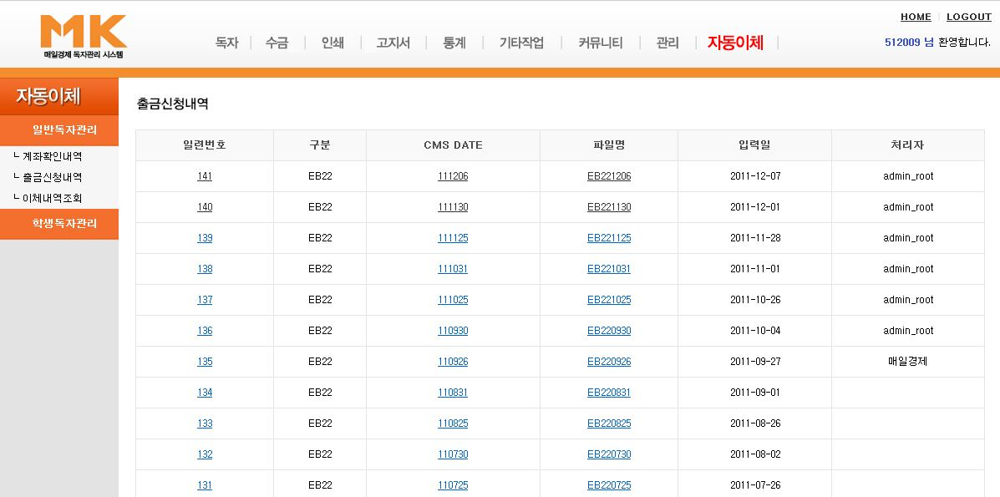 HOME LOGOUT
MK
매일경제 독자관리 시스템
독자 수금 인쇄 고지서 통계 기타작업 커뮤니티 관리 자동이체
512009 님 환영합니다.
자동이체
일반독자관리
└ 계좌확인내역
└ 출금신청내역
└ 이체내역조회
학생독자관리
출금신청내역
일련번호 구분 CMS DATE 파일명 입력일 처리자
141 EB22 111206 EB221206 2011-12-07 admin_root
140 EB22 111130 EB221130 2011-12-01 admin_root
139 EB22 111125 EB221125 2011-11-28 admin_root
138 EB22 111031 EB221031 2011-11-01 admin_root
137 EB22 111025 EB221025 2011-10-26 admin_root
136 EB22 110930 EB220930 2011-10-04 admin_root
135 EB22 110926 EB220926 2011-09-27 매일경제
134 EB22 110831 EB220831 2011-09-01
133 EB22 110825 EB220825 2011-08-26
132 EB22 110730 EB220730 2011-08-02
131 EB22 110725 EB220725 2011-07-26